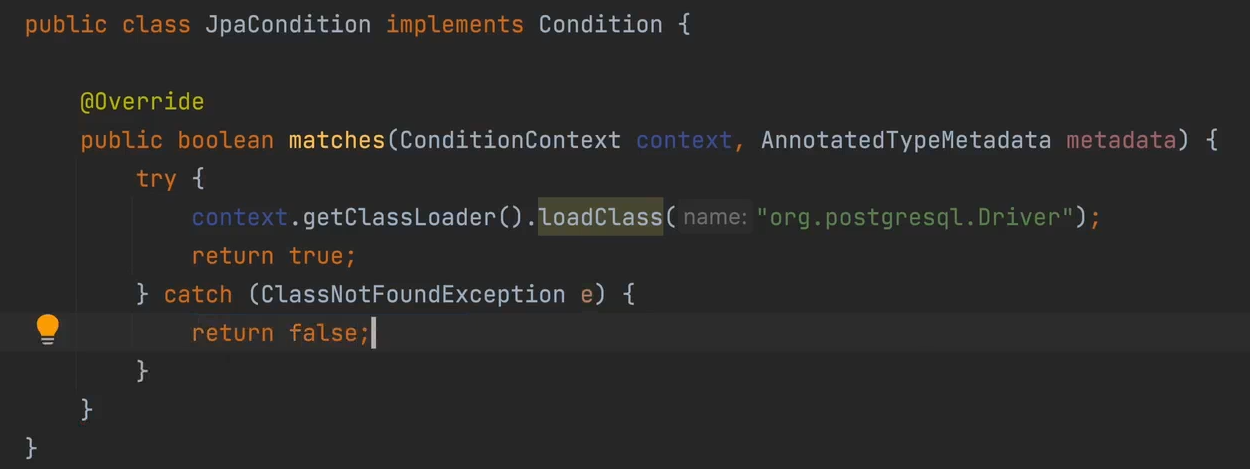 public class JpaCondition implements Condition {
@Override
public boolean matches(ConditionContext context, AnnotatedTypeMetadata metadata) {
try {
context.getClassLoader().loadClass( name: "org.postgresql.Driver");
return true;
} catch (ClassNotFoundException e) {
return false;
}
}
}